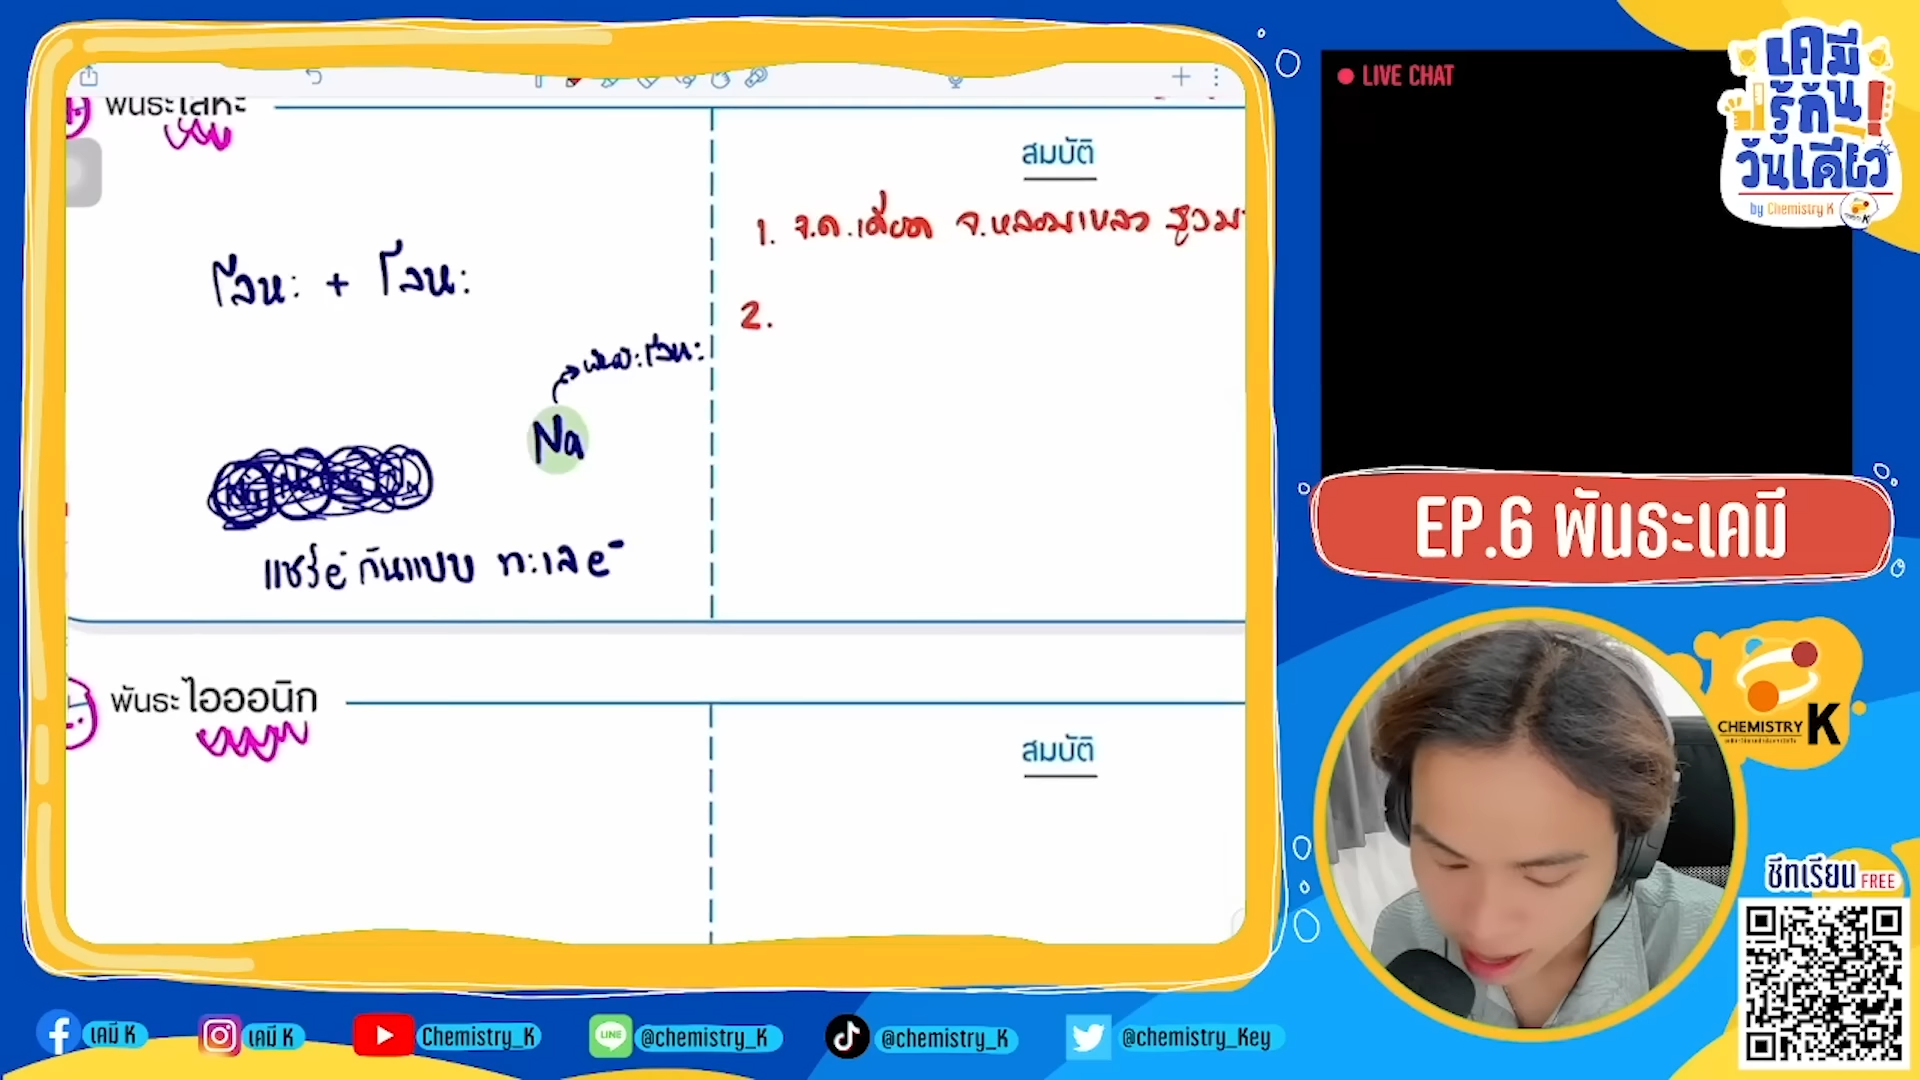 พันธะโลหะ
สมบัติ
1. จ.ด.เดือด จ.หลอมเหลว สูงมา
โลหะ + โลหะ
2.
พันธะโลหะ
Na
แชร์e⁻ กันแบบ ทะเล e⁻
พันธะไอออนิก
สมบัติ
LIVE CHAT
เคมี
รู้กัน!
วันเดียว
by Chemistry K
EP.6 พันธะเคมี
CHEMISTRY K
ชีทเรียน FREE
เคมี K
เคมี K
Chemistry_K
LINE
@chemistry_K
@chemistry_K
@chemistry_Key